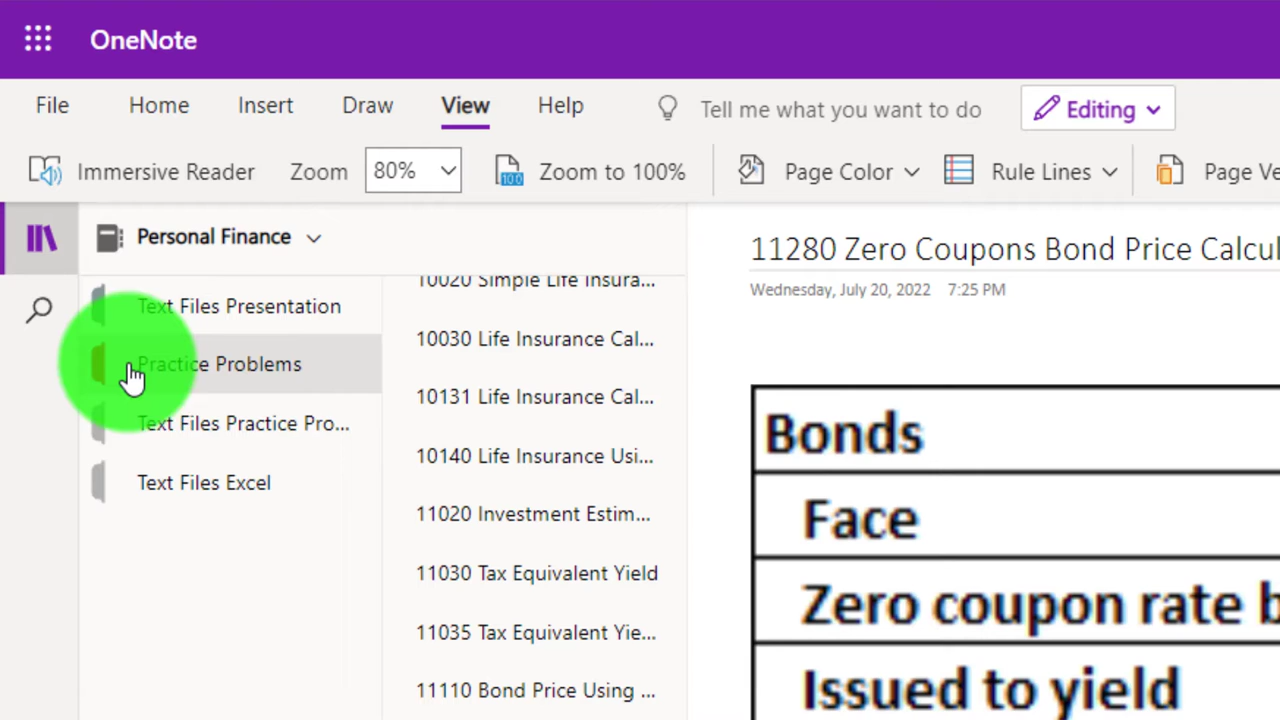 OneNote
File Home Insert Draw View Help Tell me what you want to do Editing
Immersive Reader Zoom 80% 100 Zoom to 100% Page Color Rule Lines Page
Personal Finance
Text Files Presentation
Practice Problems
Text Files Practice Pro...
Text Files Excel
10020 Simple Life Insura...
10030 Life Insurance Cal...
10131 Life Insurance Cal...
10140 Life Insurance Usi...
11020 Investment Estim...
11030 Tax Equivalent Yield
11035 Tax Equivalent Yie...
11110 Bond Price Using ...
11280 Zero Coupons Bond Price Calcul
Wednesday, July 20, 2022 7:25 PM
Bonds
Face
Zero coupon rate
Issued to yield